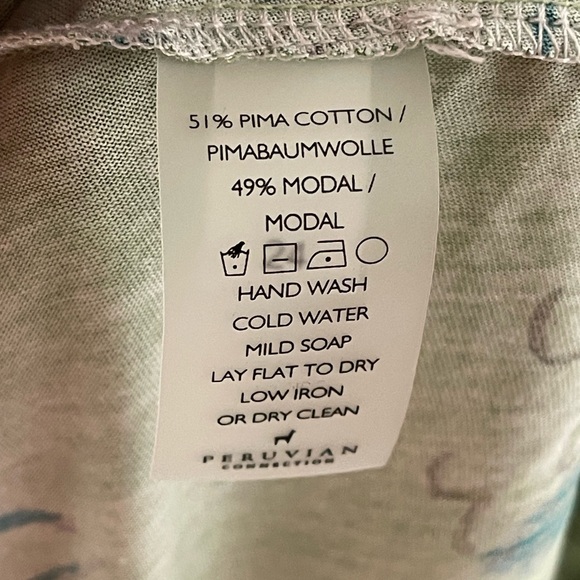 51% PIMA COTTON /
PIMABAUMWOLLE
49% MODAL /
MODAL
HAND WASH
COLD WATER
MILD SOAP
LAY FLAT TO DRY
LOW IRON
OR DRY CLEAN
PERUVIAN
CONNECTION